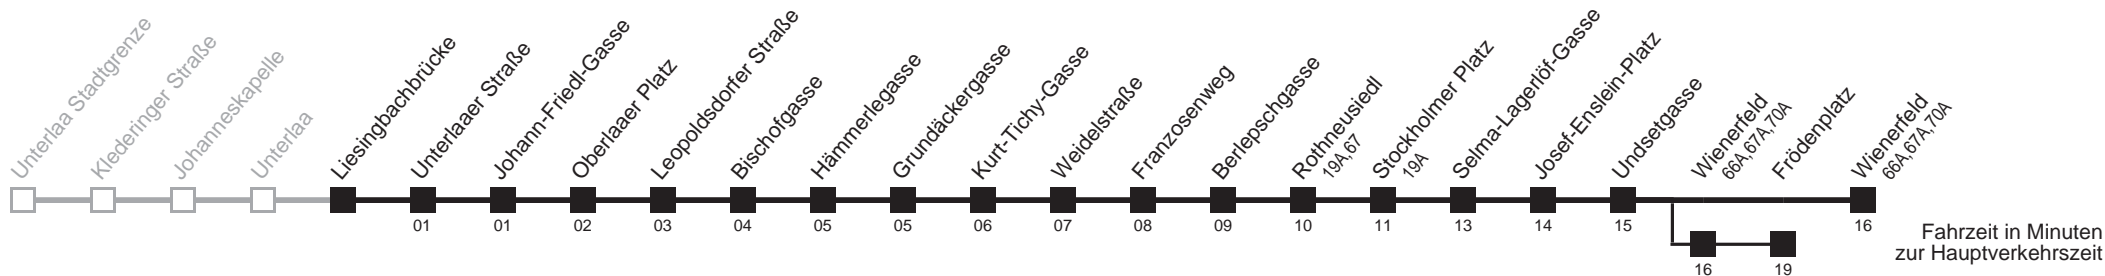 Unterlaa Stadtgrenze
Klederinger Straße
Johanneskapelle
Unterlaa
Liesingbachbrücke
Unterlaaer Straße
Johann-Friedl-Gasse
Oberlaaer Platz
Leopoldsdorfer Straße
Bischofgasse
Hämmerlegasse
Grundäckergasse
Kurt-Tichy-Gasse
Weidelstraße
Franzosenweg
Berlepschgasse
Rothneusiedl
19A,67
Stockholmer Platz
19A
Selma-Lagerlöf-Gasse
Josef-Enslein-Platz
Undsetgasse
Wienerfeld
66A,67A,70A
Frödenplatz
Wienerfeld
66A,67A,70A
01 01 02 03 04 05 05 06 07 08 09 10 11 13 14 15 16
16 19
Fahrzeit in Minuten
zur Hauptverkehrszeit